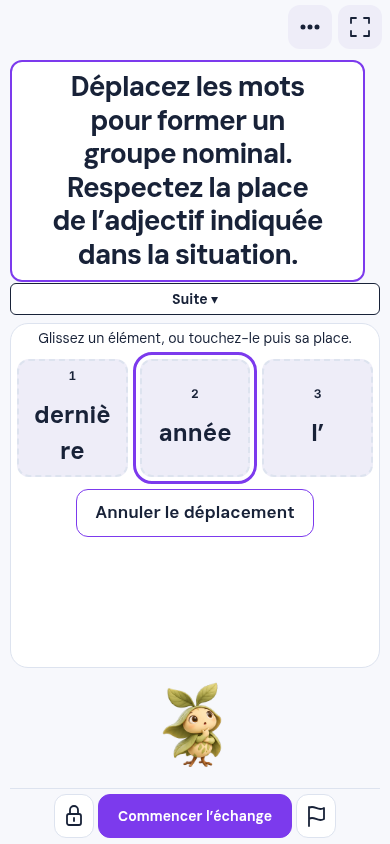 Déplacez les mots
pour former un
groupe nominal.
Respectez la place
de l’adjectif indiquée
dans la situation.
Suite ▾
Glissez un élément, ou touchez-le puis sa place.
1
2
3
derniè
re
année
l’
Annuler le déplacement
Commencer l’échange